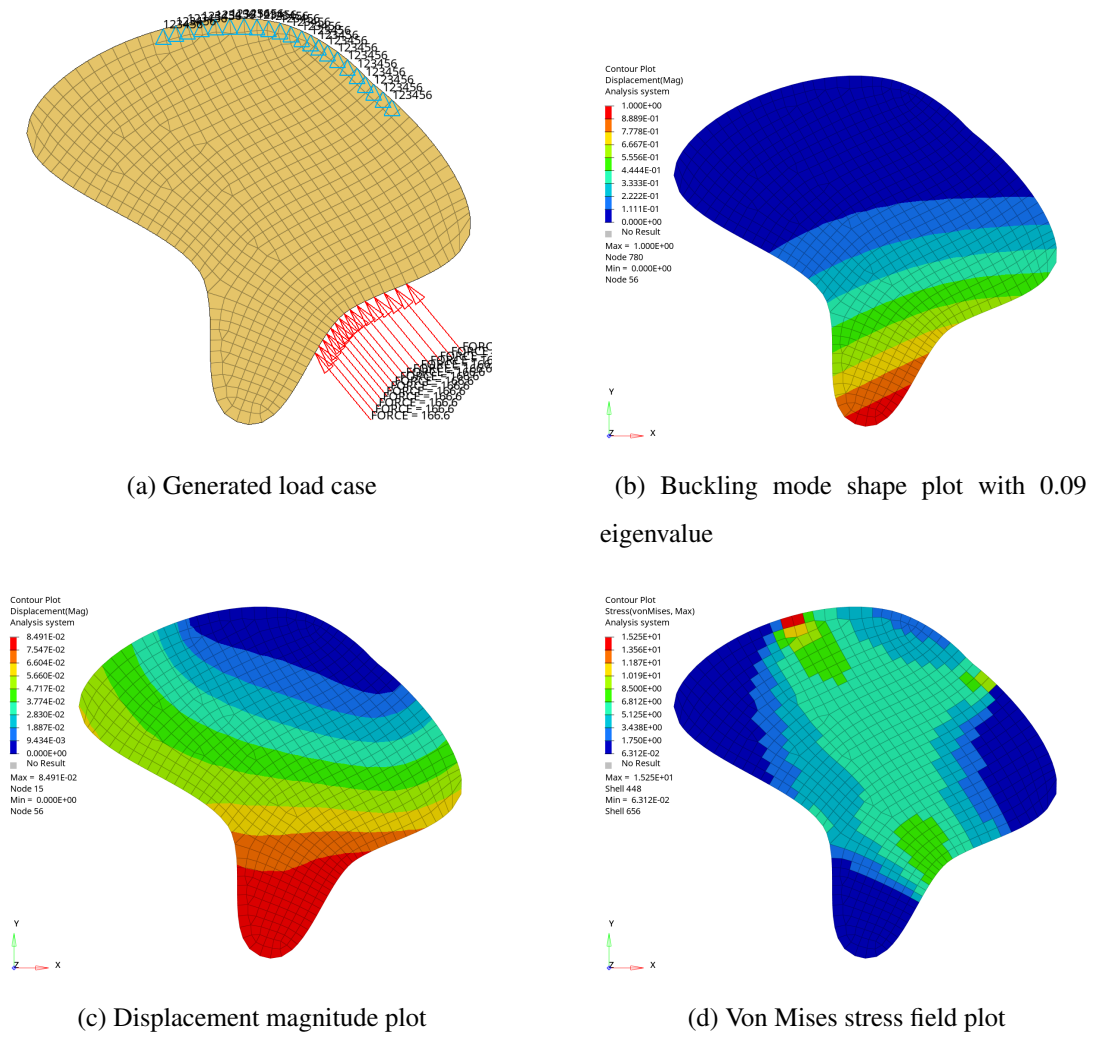 123456
123456
123456
123456
123456
123456
123456
123456
123456
123456
FORCE = 166.6
FORCE = 166.6
FORCE = 166.6
FORCE = 166.6
(a) Generated load case
Contour Plot
Displacement(Mag)
Analysis system
1.000E+00
8.889E-01
7.778E-01
6.667E-01
5.556E-01
4.444E-01
3.333E-01
2.222E-01
1.111E-01
0.000E+00
No Result
Max = 1.000E+00
Node 780
Min = 0.000E+00
Node 56
Y
Z X
(b) Buckling mode shape plot with 0.09
eigenvalue
Contour Plot
Displacement(Mag)
Analysis system
8.491E-02
7.547E-02
6.604E-02
5.660E-02
4.717E-02
3.774E-02
2.830E-02
1.887E-02
9.434E-03
0.000E+00
No Result
Max = 8.491E-02
Node 15
Min = 0.000E+00
Node 56
Y
Z X
(c) Displacement magnitude plot
Contour Plot
Stress(vonMises, Max)
Analysis system
1.525E+01
1.356E+01
1.187E+01
1.019E+01
8.500E+00
6.812E+00
5.125E+00
3.438E+00
1.750E+00
6.312E-02
No Result
Max = 1.525E+01
Shell 448
Min = 6.312E-02
Shell 656
Y
Z X
(d) Von Mises stress field plot